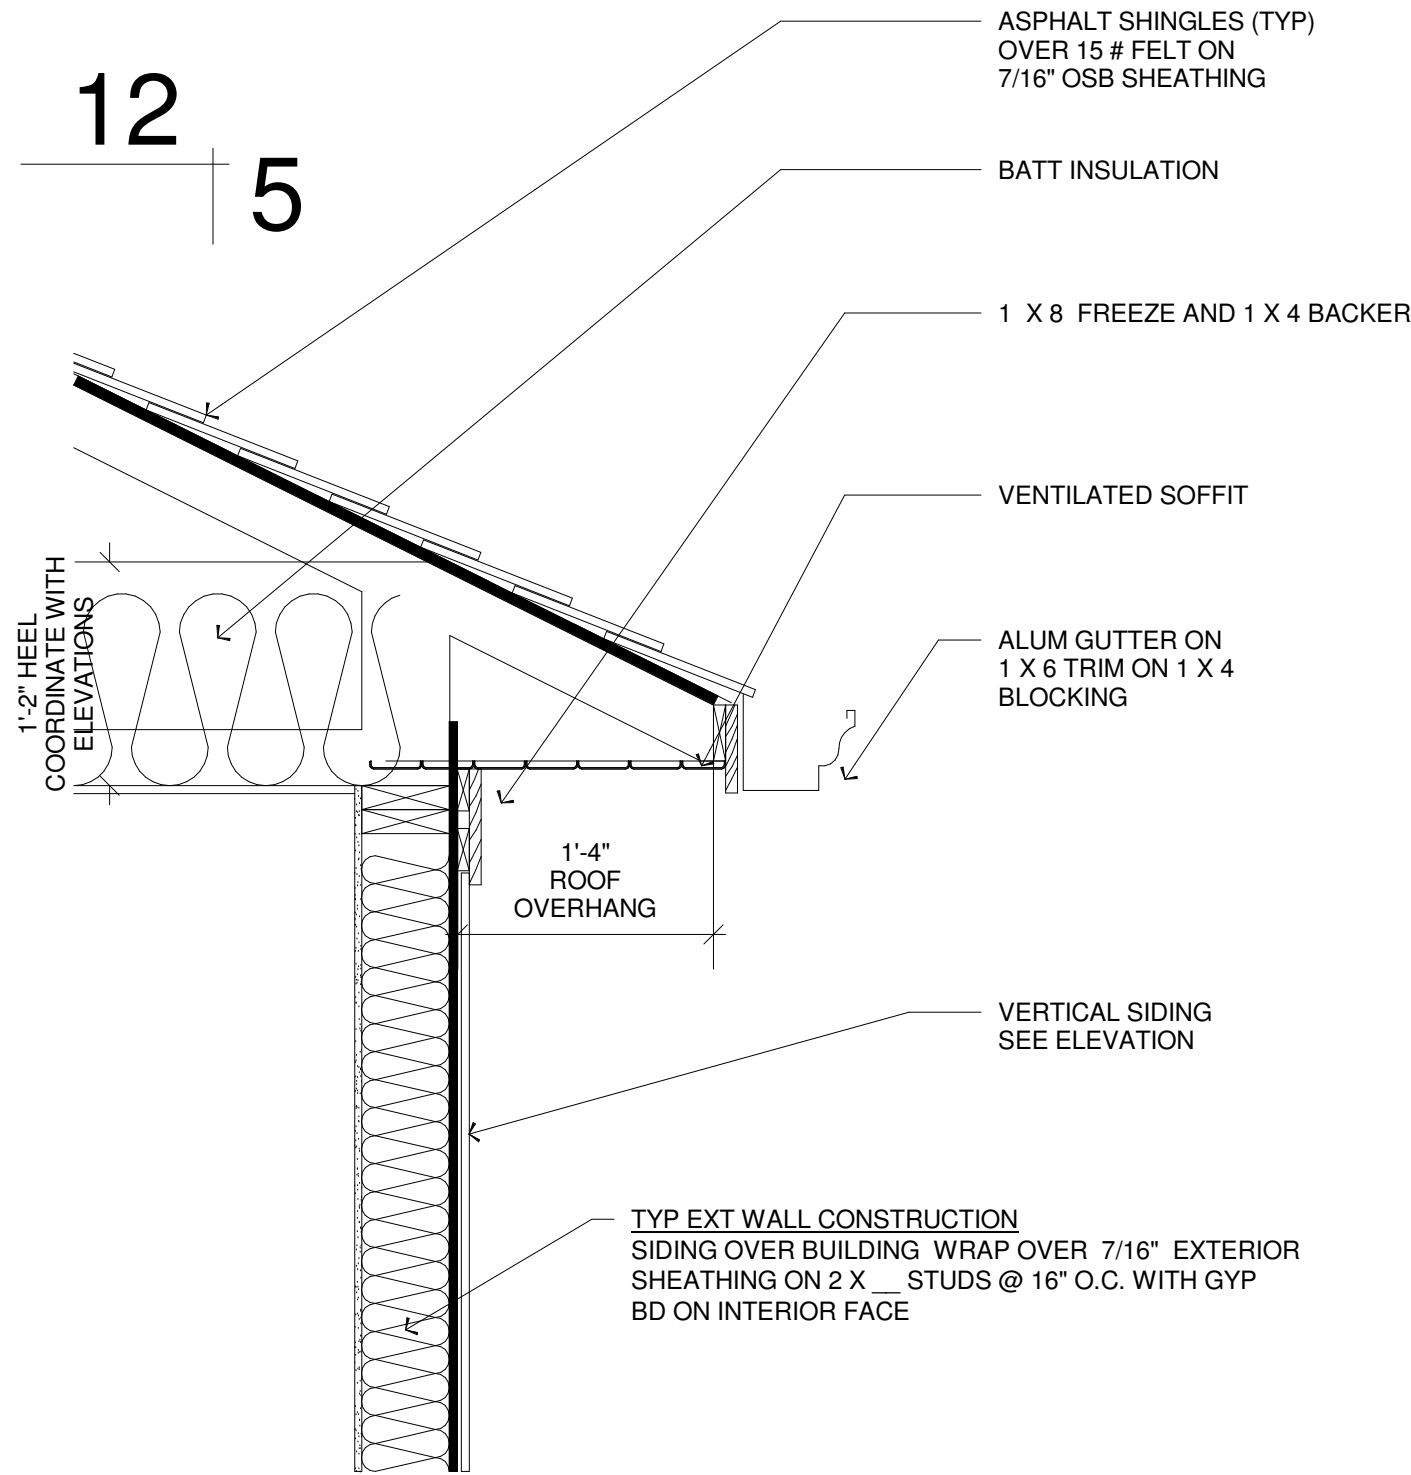 12
5
ASPHALT SHINGLES (TYP)
OVER 15 # FELT ON
7/16" OSB SHEATHING
BATT INSULATION
1 X 8 FREEZE AND 1 X 4 BACKER
VENTILATED SOFFIT
1'-2" HEEL
COORDINATE WITH
ELEVATIONS
ALUM GUTTER ON
1 X 6 TRIM ON 1 X 4
BLOCKING
1'-4"
ROOF
OVERHANG
VERTICAL SIDING
SEE ELEVATION
TYP EXT WALL CONSTRUCTION
SIDING OVER BUILDING WRAP OVER 7/16" EXTERIOR
SHEATHING ON 2 X __ STUDS @ 16" O.C. WITH GYP
BD ON INTERIOR FACE